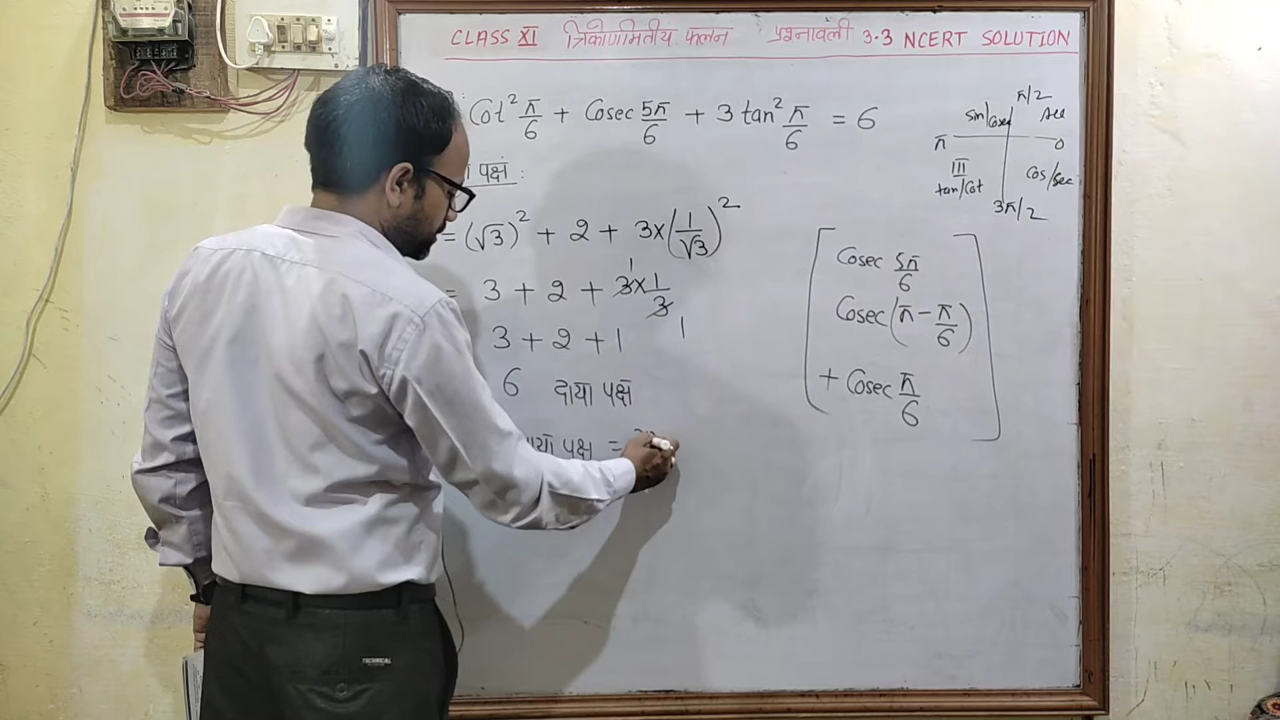 CLASS XI त्रिकोणमितीय फलन प्रश्नावली 3.3 NCERT SOLUTION
Cot² π/6 + Cosec 5π/6 + 3 tan² π/6 = 6
पक्ष :
= (√3)² + 2 + 3×(1/√3)²
= 3 + 2 + 3×1/3
1
1
3 + 2 + 1
6 दाया पक्ष
पक्ष =
π/2
sin/cosec
all
π
0
III
tan/cot
cos/sec
3π/2
Cosec 5π/6
Cosec(π - π/6)
+ Cosec π/6
TECHNICAL